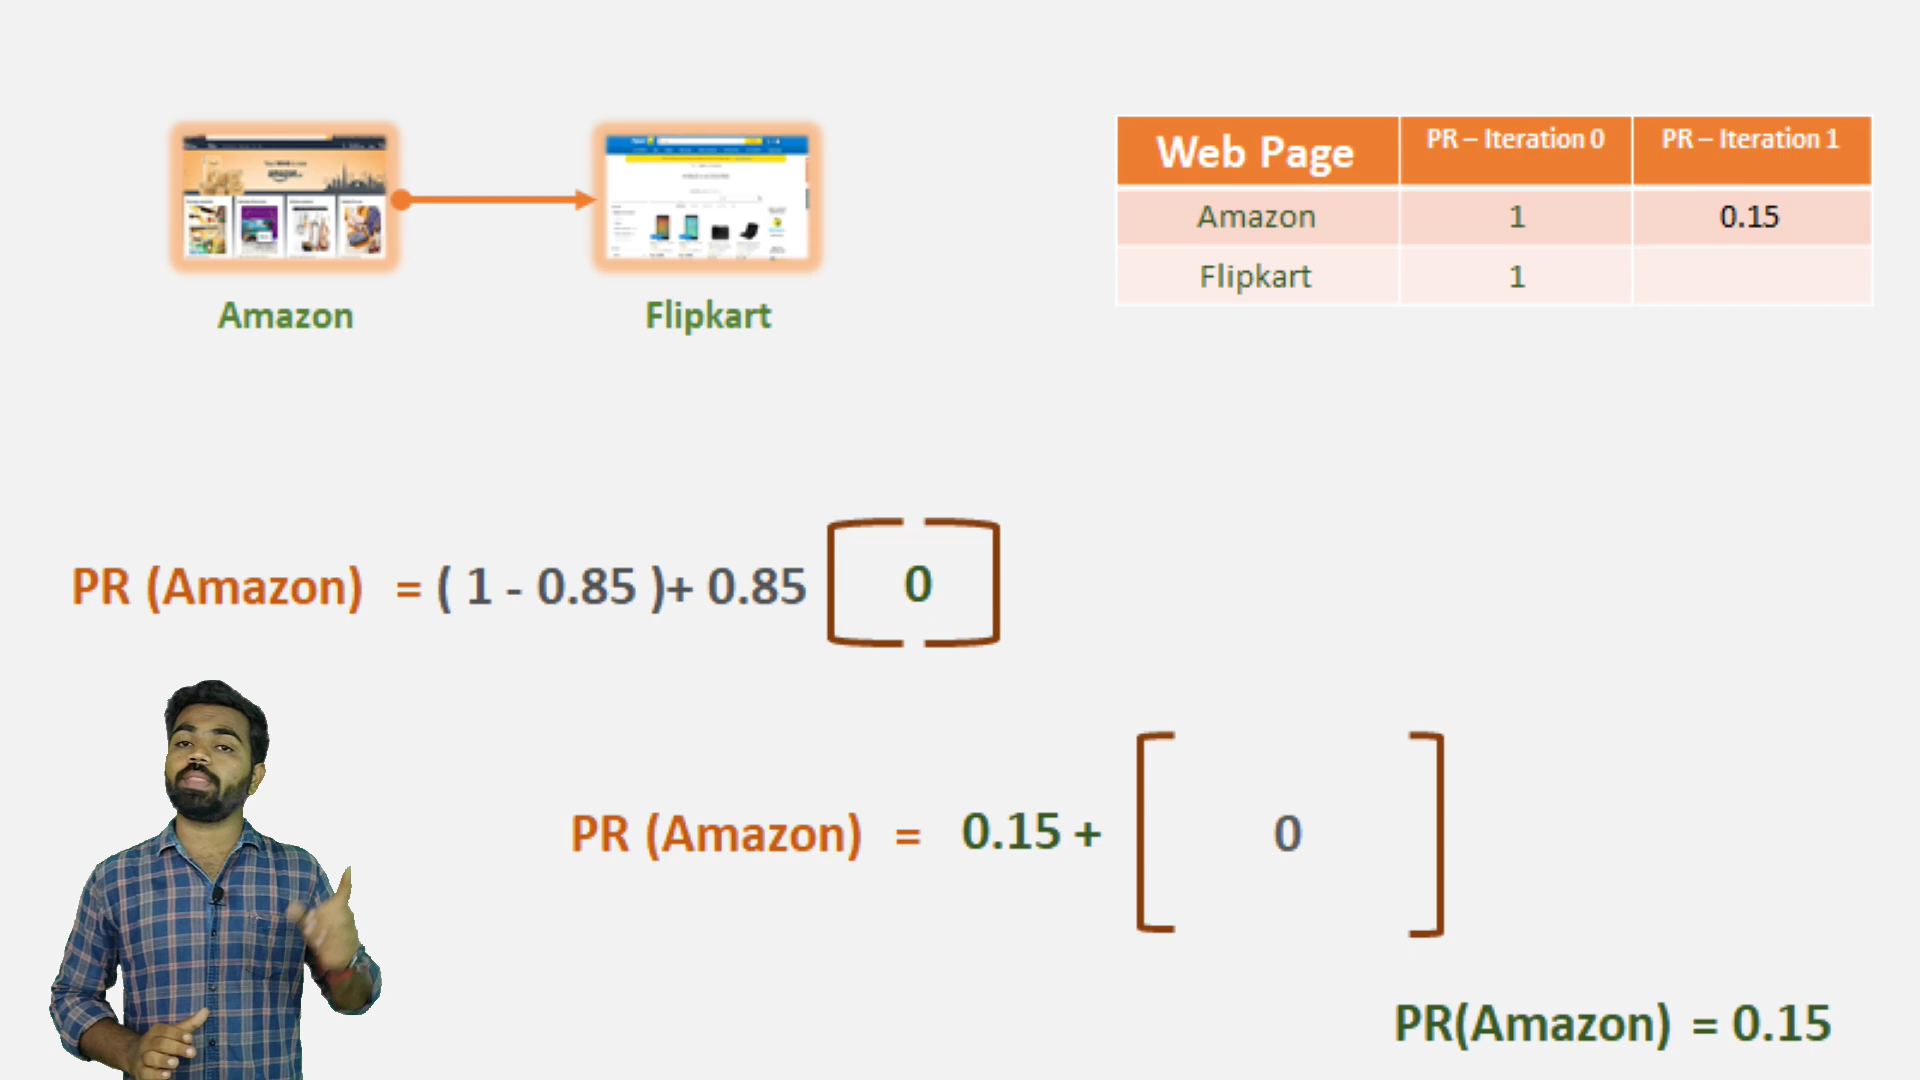 Amazon
Flipkart
Web Page PR – Iteration 0 PR – Iteration 1
Amazon 1 0.15
Flipkart 1
PR (Amazon) = ( 1 - 0.85 )+ 0.85 [ 0 ]
PR (Amazon) = 0.15 + [ 0 ]
PR(Amazon) = 0.15